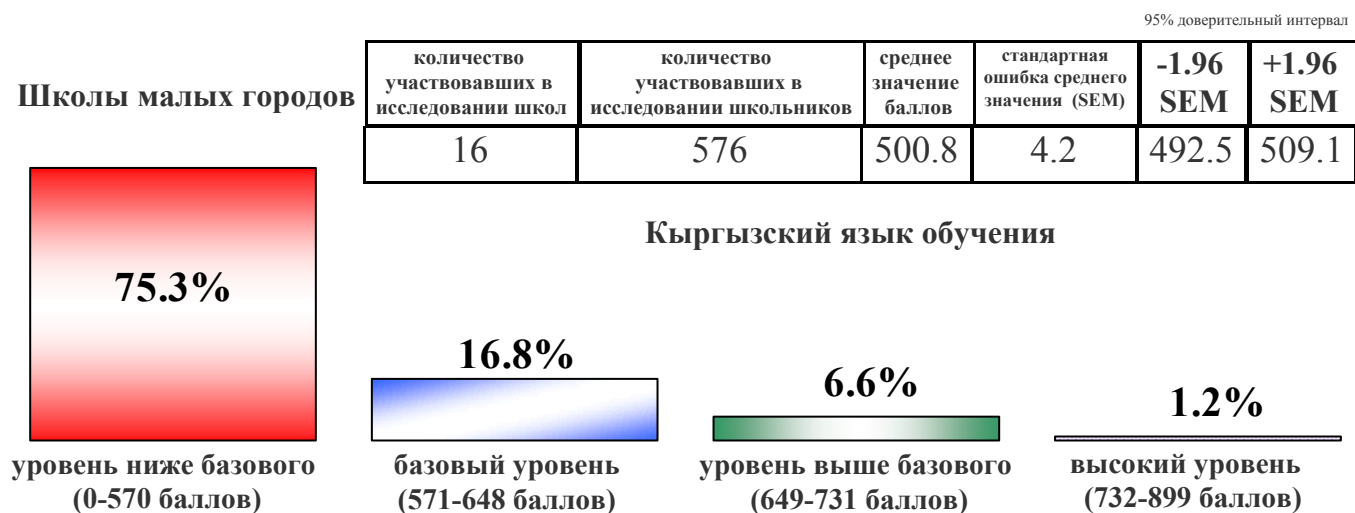 95% доверительный интервал
Школы малых городов
количество
участвовавших в
исследовании школ
количество
участвовавших в
исследовании школьников
среднее
значение
баллов
стандартная
ошибка среднего
значения (SEM)
-1.96
SEM
+1.96
SEM
16
576
500.8
4.2
492.5
509.1
Кыргызский язык обучения
75.3%
16.8%
6.6%
1.2%
уровень ниже базового
(0-570 баллов)
базовый уровень
(571-648 баллов)
уровень выше базового
(649-731 баллов)
высокий уровень
(732-899 баллов)